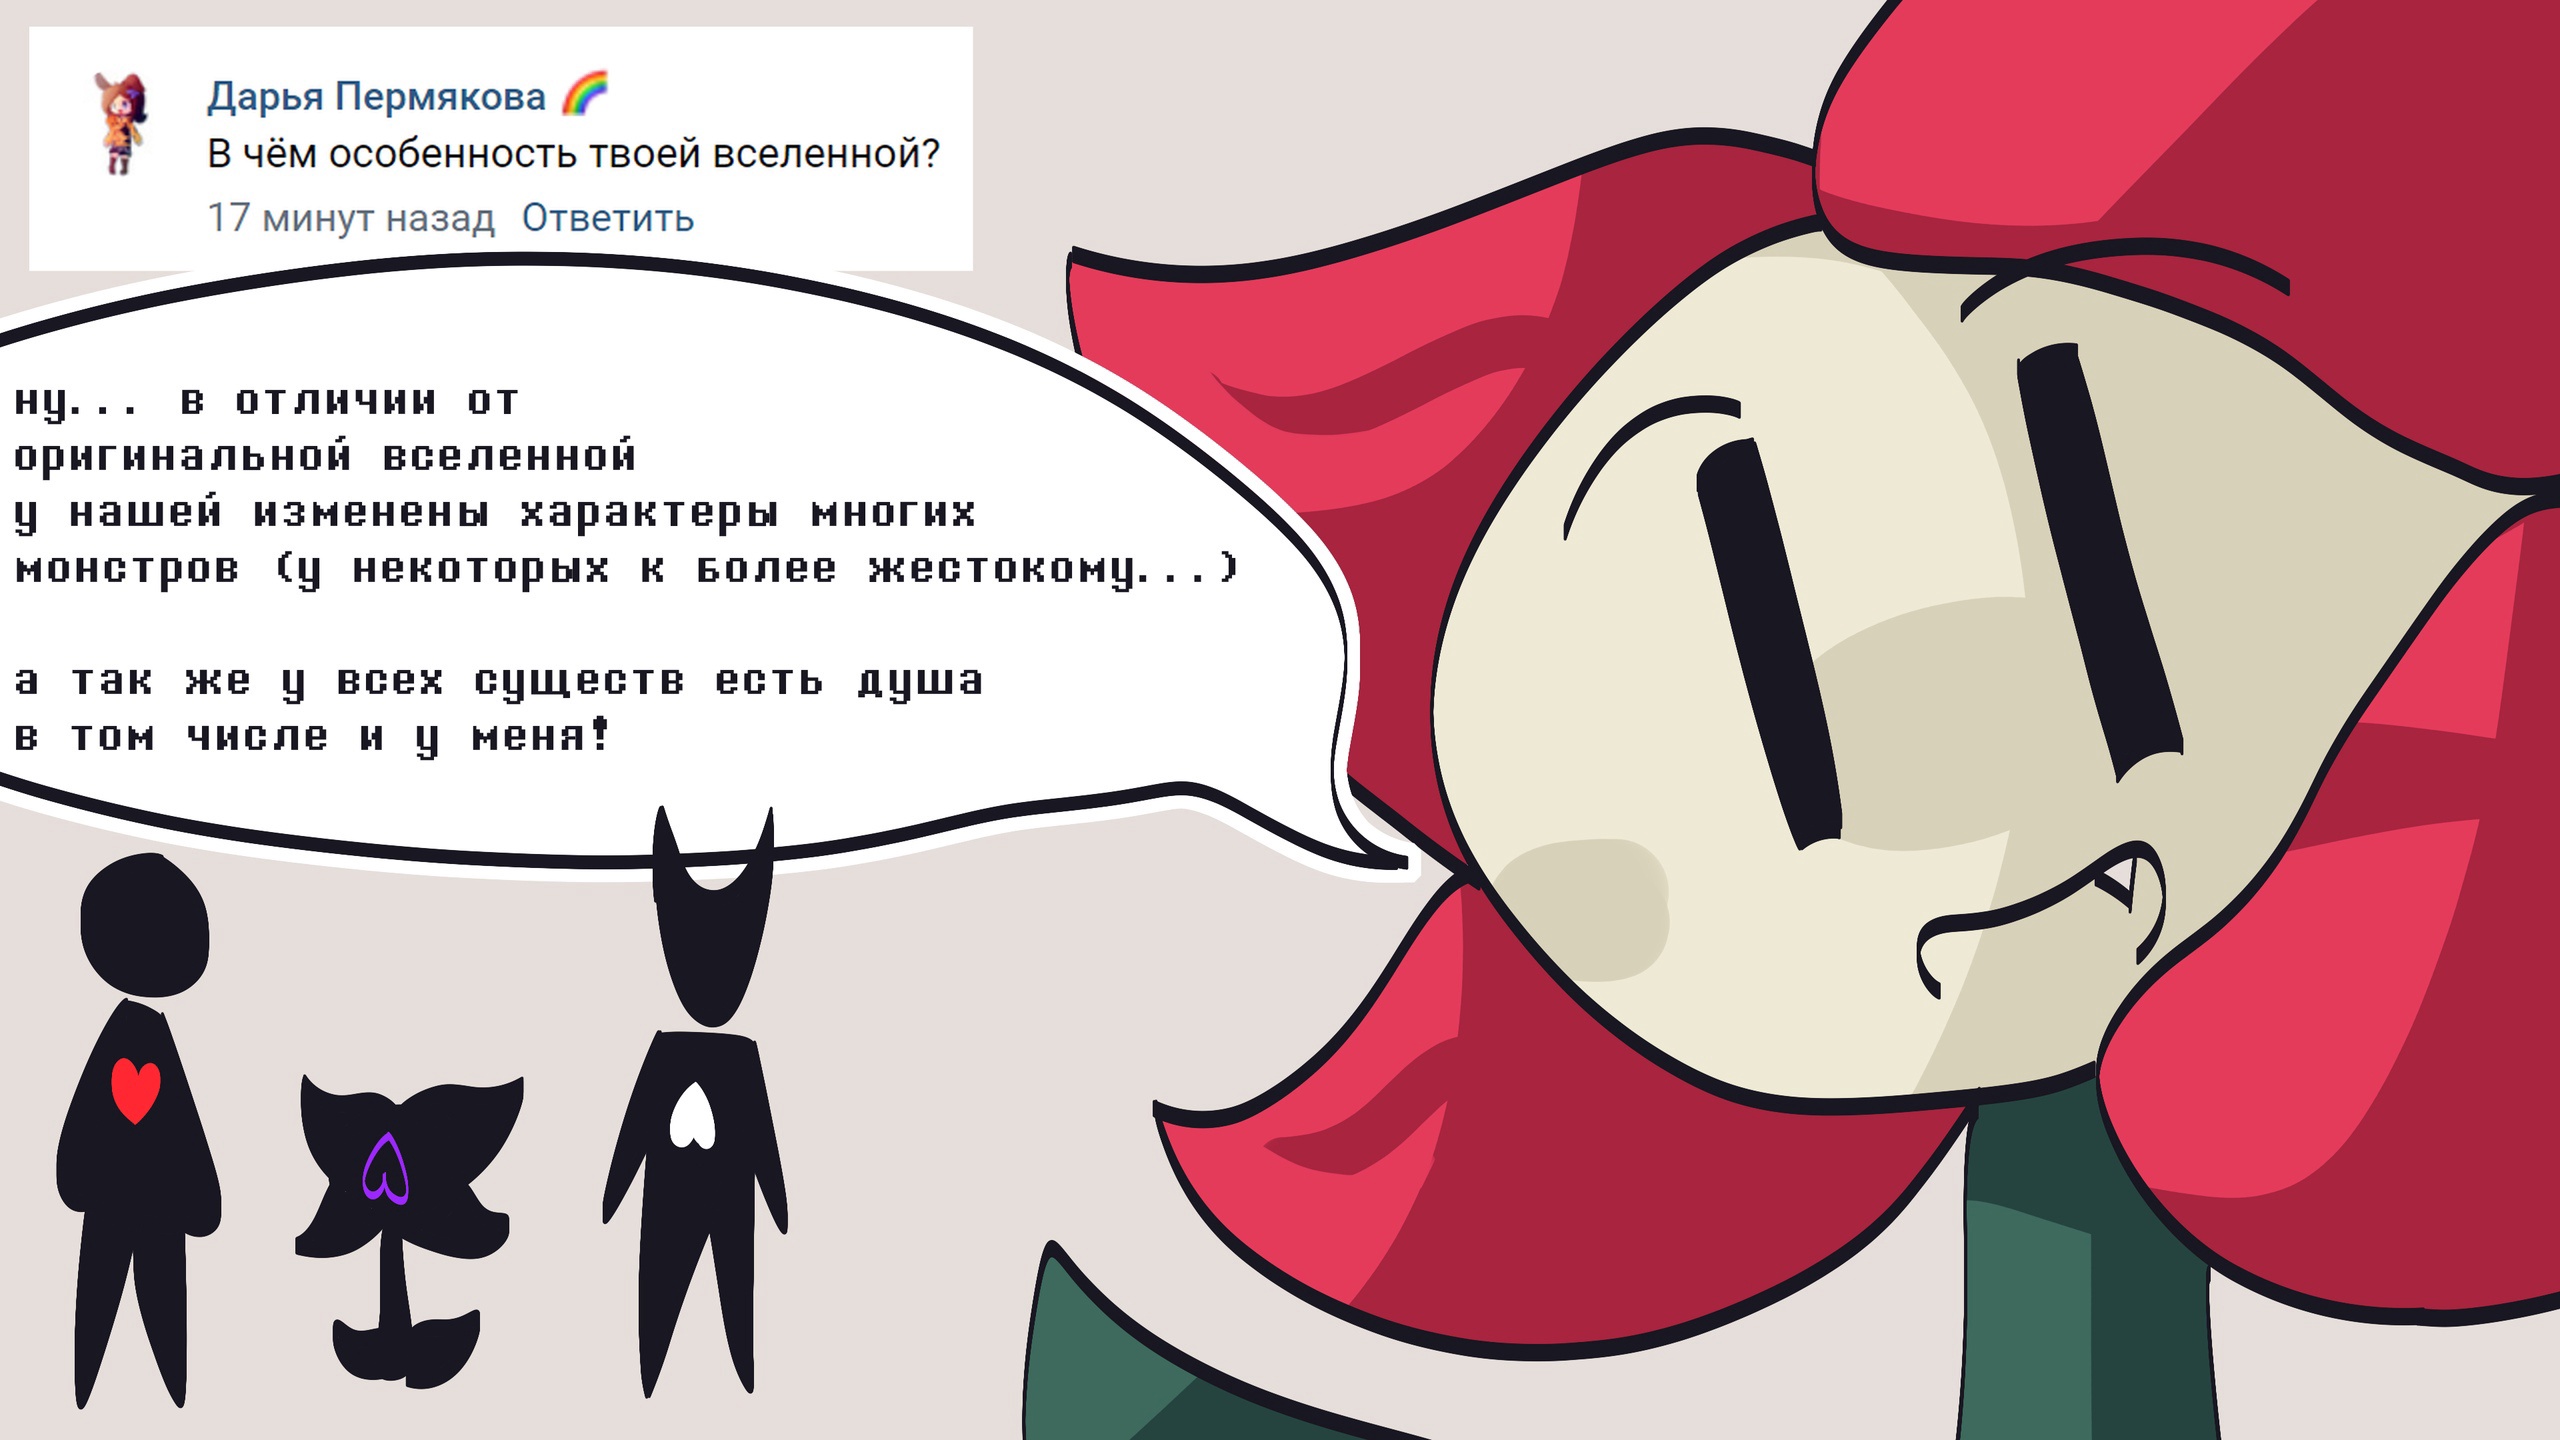 Дарья Пермякова 🌈
В чём особенность твоей вселенной?
17 минут назад Ответить
ну... в отличии от
оригинальной вселенной
у нашей изменены характеры многих
монстров (у некоторых к более жестокому...)
а так же у всех существ есть душа
в том числе и у меня!